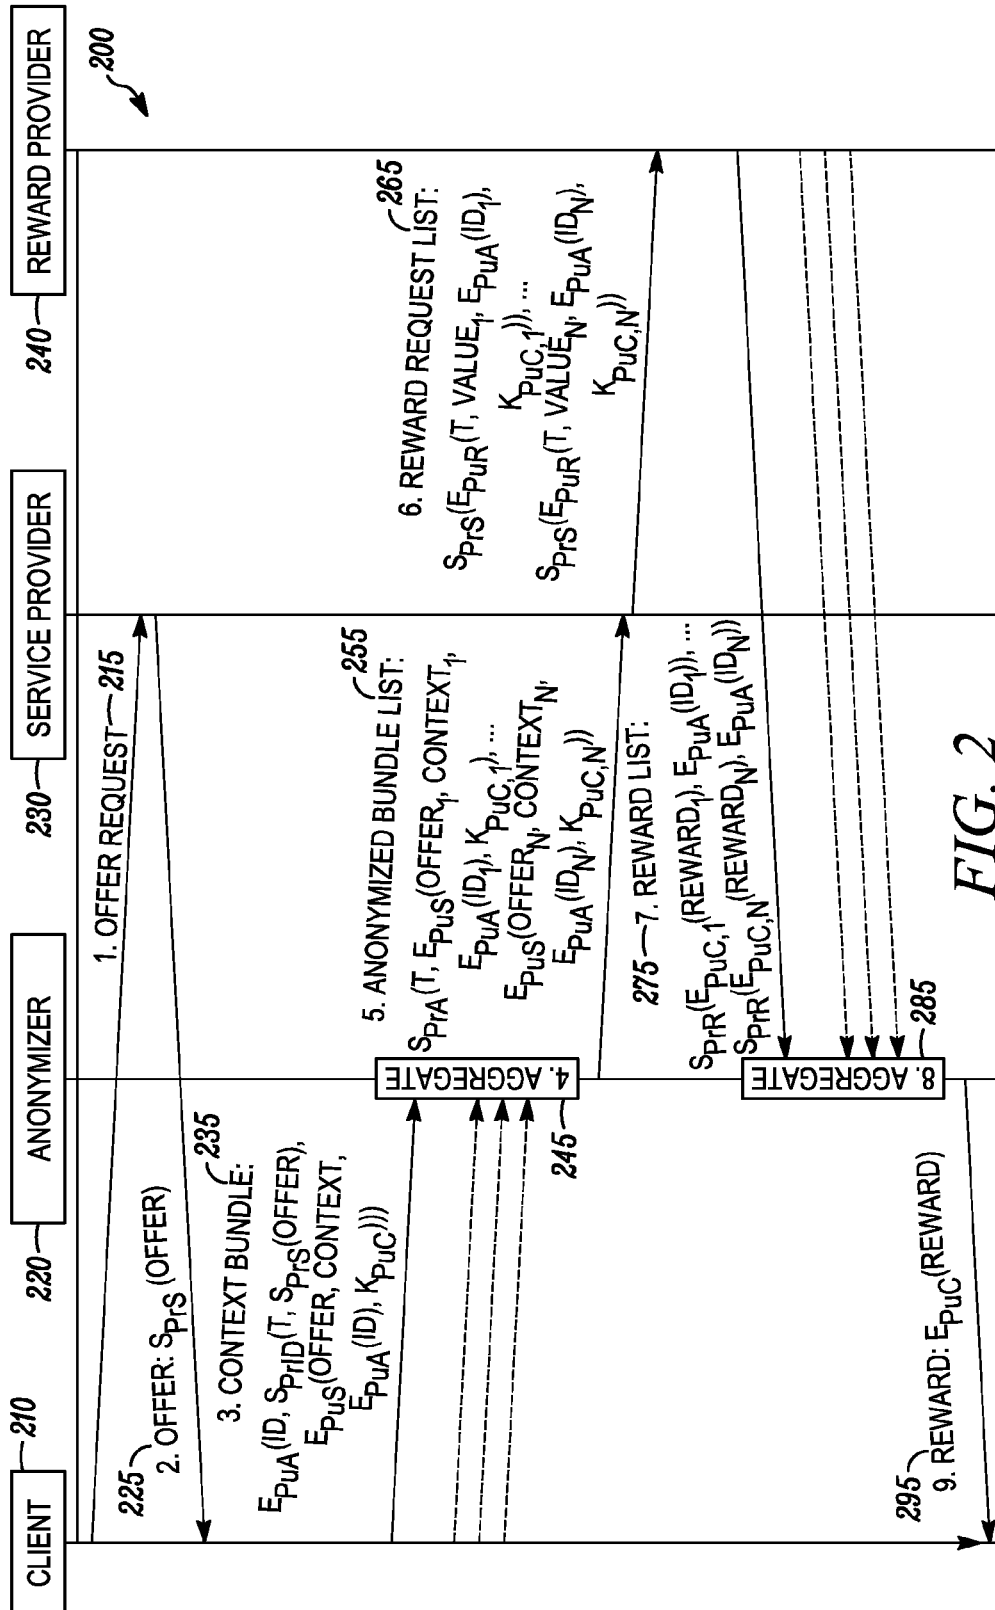 CLIENT
210
ANONYMIZER
220
SERVICE PROVIDER
230
REWARD PROVIDER
240
200
1. OFFER REQUEST
215
225
2. OFFER: S_PrS (OFFER)
235
3. CONTEXT BUNDLE:
E_PuA(ID, S_PrID(T, S_PrS(OFFER),
E_PuS(OFFER, CONTEXT,
E_PuA(ID), K_PuC)))
4. AGGREGATE
245
255
5. ANONYMIZED BUNDLE LIST:
S_PrA(T, E_PuS(OFFER_1, CONTEXT_1,
E_PuA(ID_1), K_PuC,1), ...
E_PuS(OFFER_N, CONTEXT_N,
E_PuA(ID_N), K_PuC,N))
265
6. REWARD REQUEST LIST:
S_PrS(E_PuR(T, VALUE_1, E_PuA(ID_1),
K_PuC,1)), ...
S_PrS(E_PuR(T, VALUE_N, E_PuA(ID_N),
K_PuC,N))
275
7. REWARD LIST:
S_PrR(E_PuC,1(REWARD_1), E_PuA(ID_1)), ...
S_PrR(E_PuC,N(REWARD_N), E_PuA(ID_N))
8. AGGREGATE
285
295
9. REWARD: E_PuC(REWARD)
FIG. 2